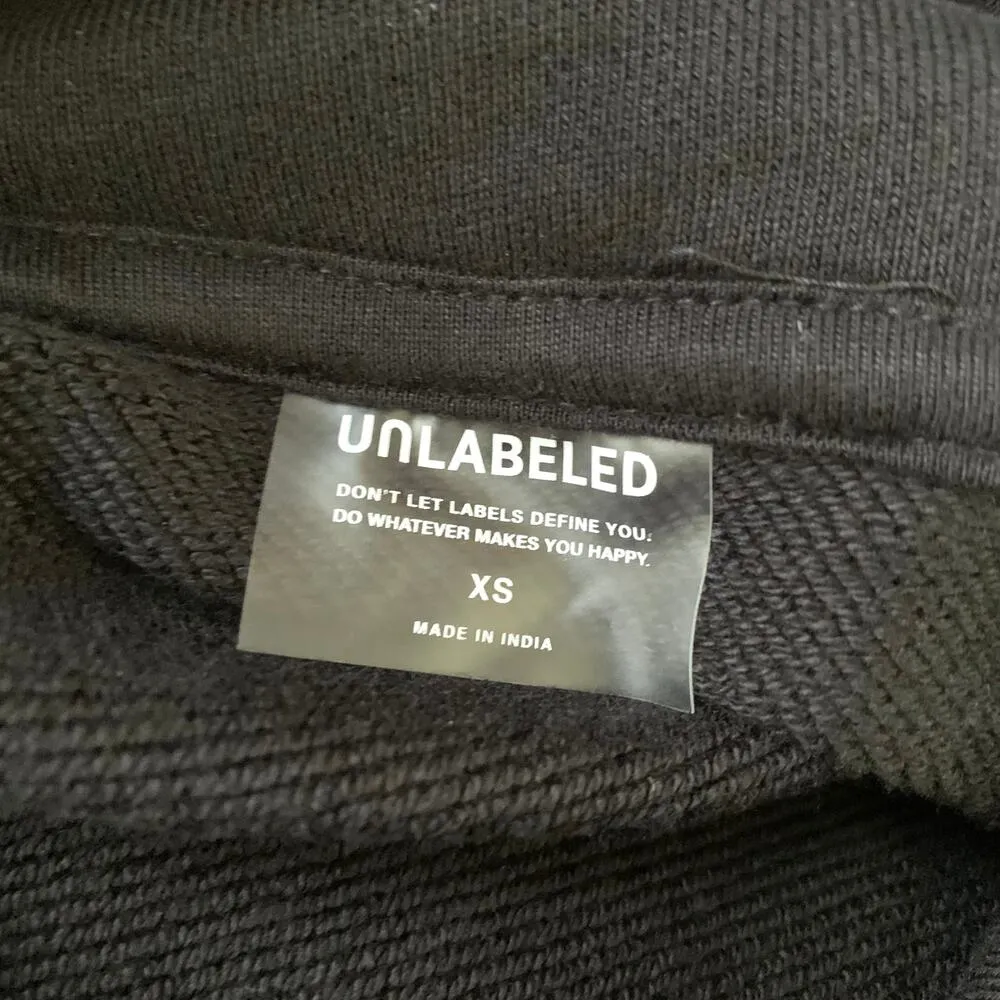 UNLABELED
DON'T LET LABELS DEFINE YOU.
DO WHATEVER MAKES YOU HAPPY.
XS
MADE IN INDIA